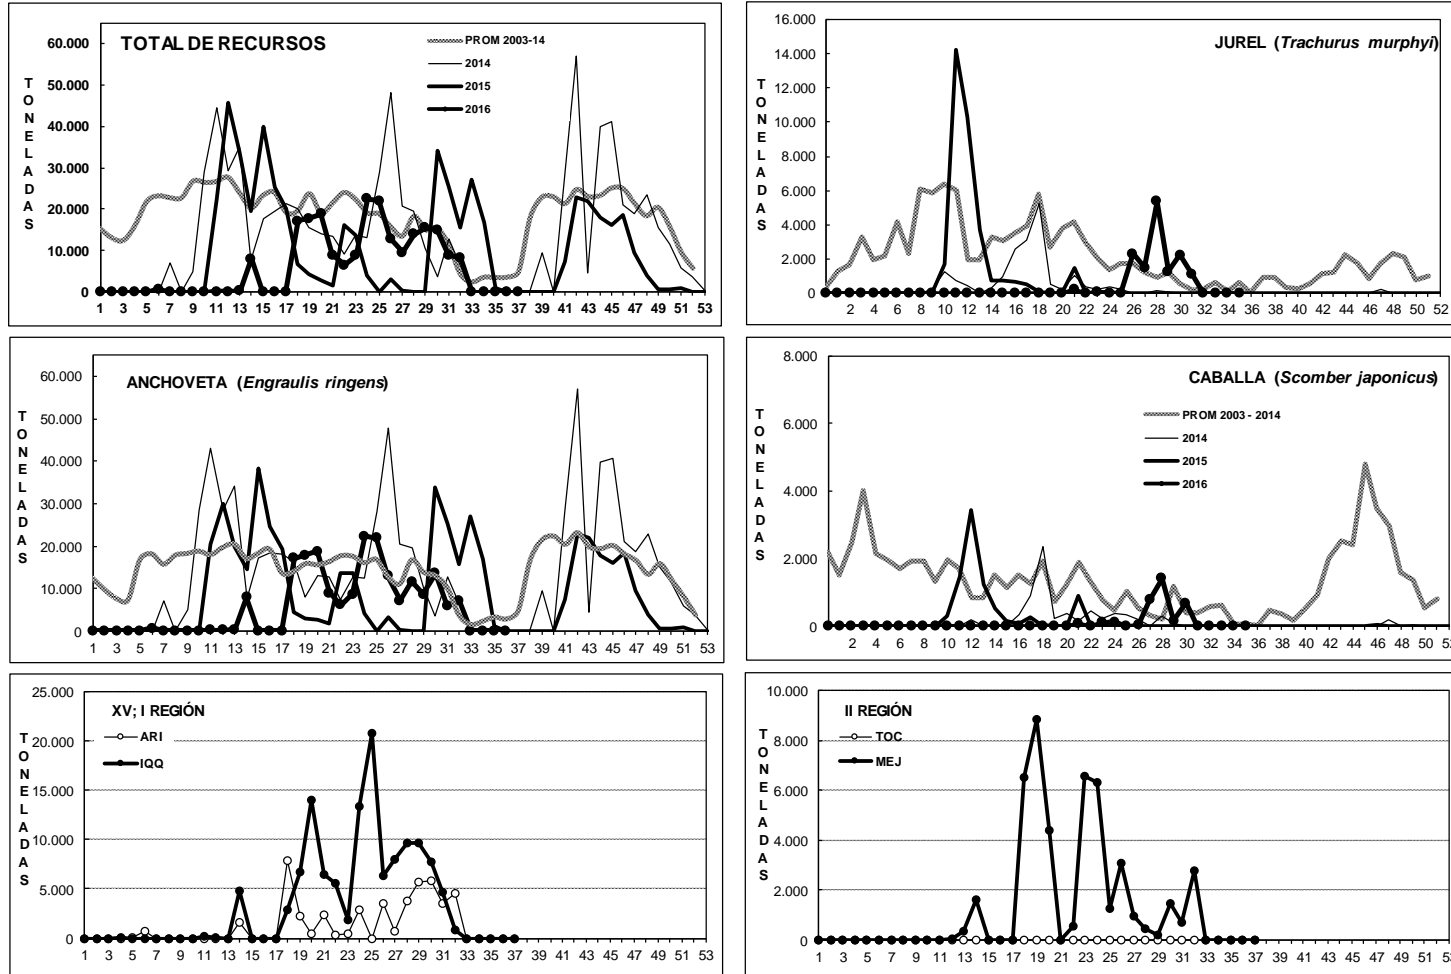 TOTAL DE RECURSOS
PROM 2003-14
2014
2015
2016
TONELADAS
60.000
50.000
40.000
30.000
20.000
10.000
0
1 3 5 7 9 11 13 15 17 19 21 23 25 27 29 31 33 35 37 39 41 43 45 47 49 51 53
JUREL (Trachurus murphyi)
TONELADAS
16.000
14.000
12.000
10.000
8.000
6.000
4.000
2.000
0
2 4 6 8 10 12 14 16 18 20 22 24 26 28 30 32 34 36 38 40 42 44 46 48 50 52
ANCHOVETA (Engraulis ringens)
TONELADAS
60.000
50.000
40.000
30.000
20.000
10.000
0
1 3 5 7 9 11 13 15 17 19 21 23 25 27 29 31 33 35 37 39 41 43 45 47 49 51 53
CABALLA (Scomber japonicus)
PROM 2003 - 2014
2014
2015
2016
TONELADAS
8.000
6.000
4.000
2.000
0
2 4 6 8 10 12 14 16 18 20 22 24 26 28 30 32 34 36 38 40 42 44 46 48 50
XV; I REGIÓN
ARI
IQQ
TONELADAS
25.000
20.000
15.000
10.000
5.000
0
1 3 5 7 9 11 13 15 17 19 21 23 25 27 29 31 33 35 37 39 41 43 45 47 49 51 53
II REGIÓN
TOC
MEJ
TONELADAS
10.000
8.000
6.000
4.000
2.000
0
1 3 5 7 9 11 13 15 17 19 21 23 25 27 29 31 33 35 37 39 41 43 45 47 49 51